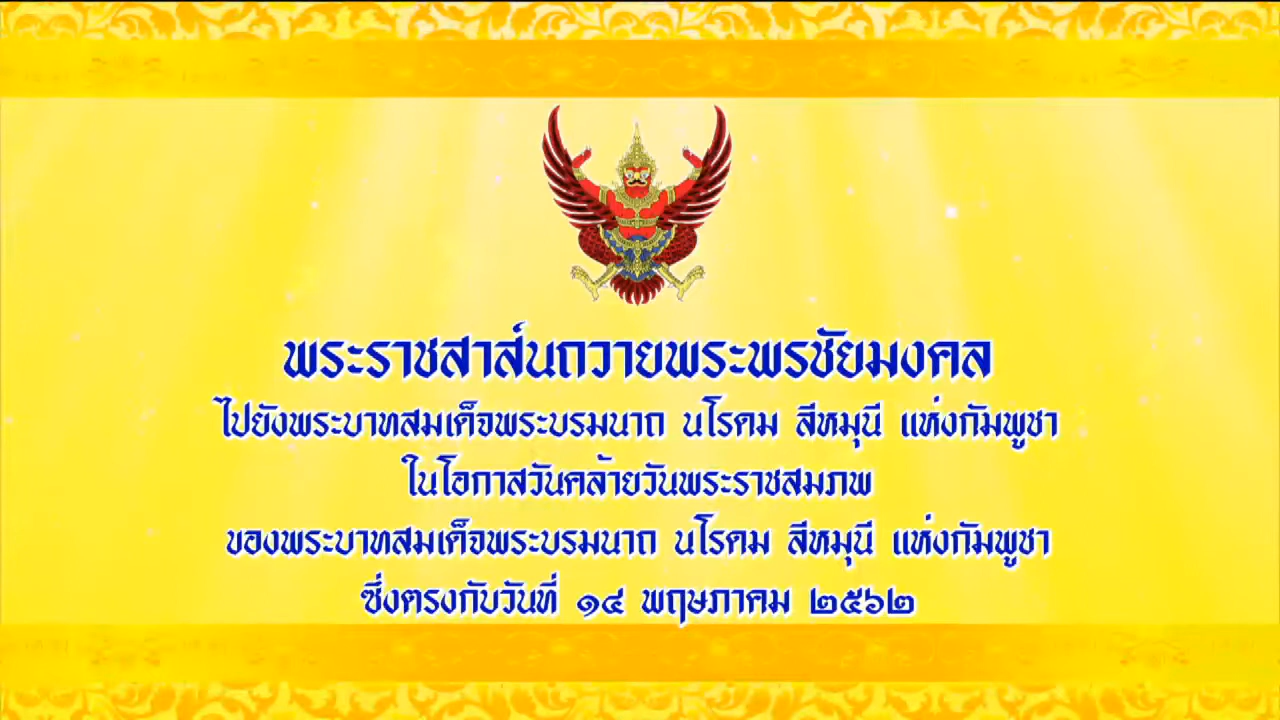 พระราชสาส์นถวายพระพรชัยมงคล
ไปยังพระบาทสมเด็จพระบรมนาถ นโรดม สีหมุนี แห่งกัมพูชา
ในโอกาสวันคล้ายวันพระราชสมภพ
ของพระบาทสมเด็จพระบรมนาถ นโรดม สีหมุนี แห่งกัมพูชา
ซึ่งตรงกับวันที่ ๑๔ พฤษภาคม ๒๕๖๒